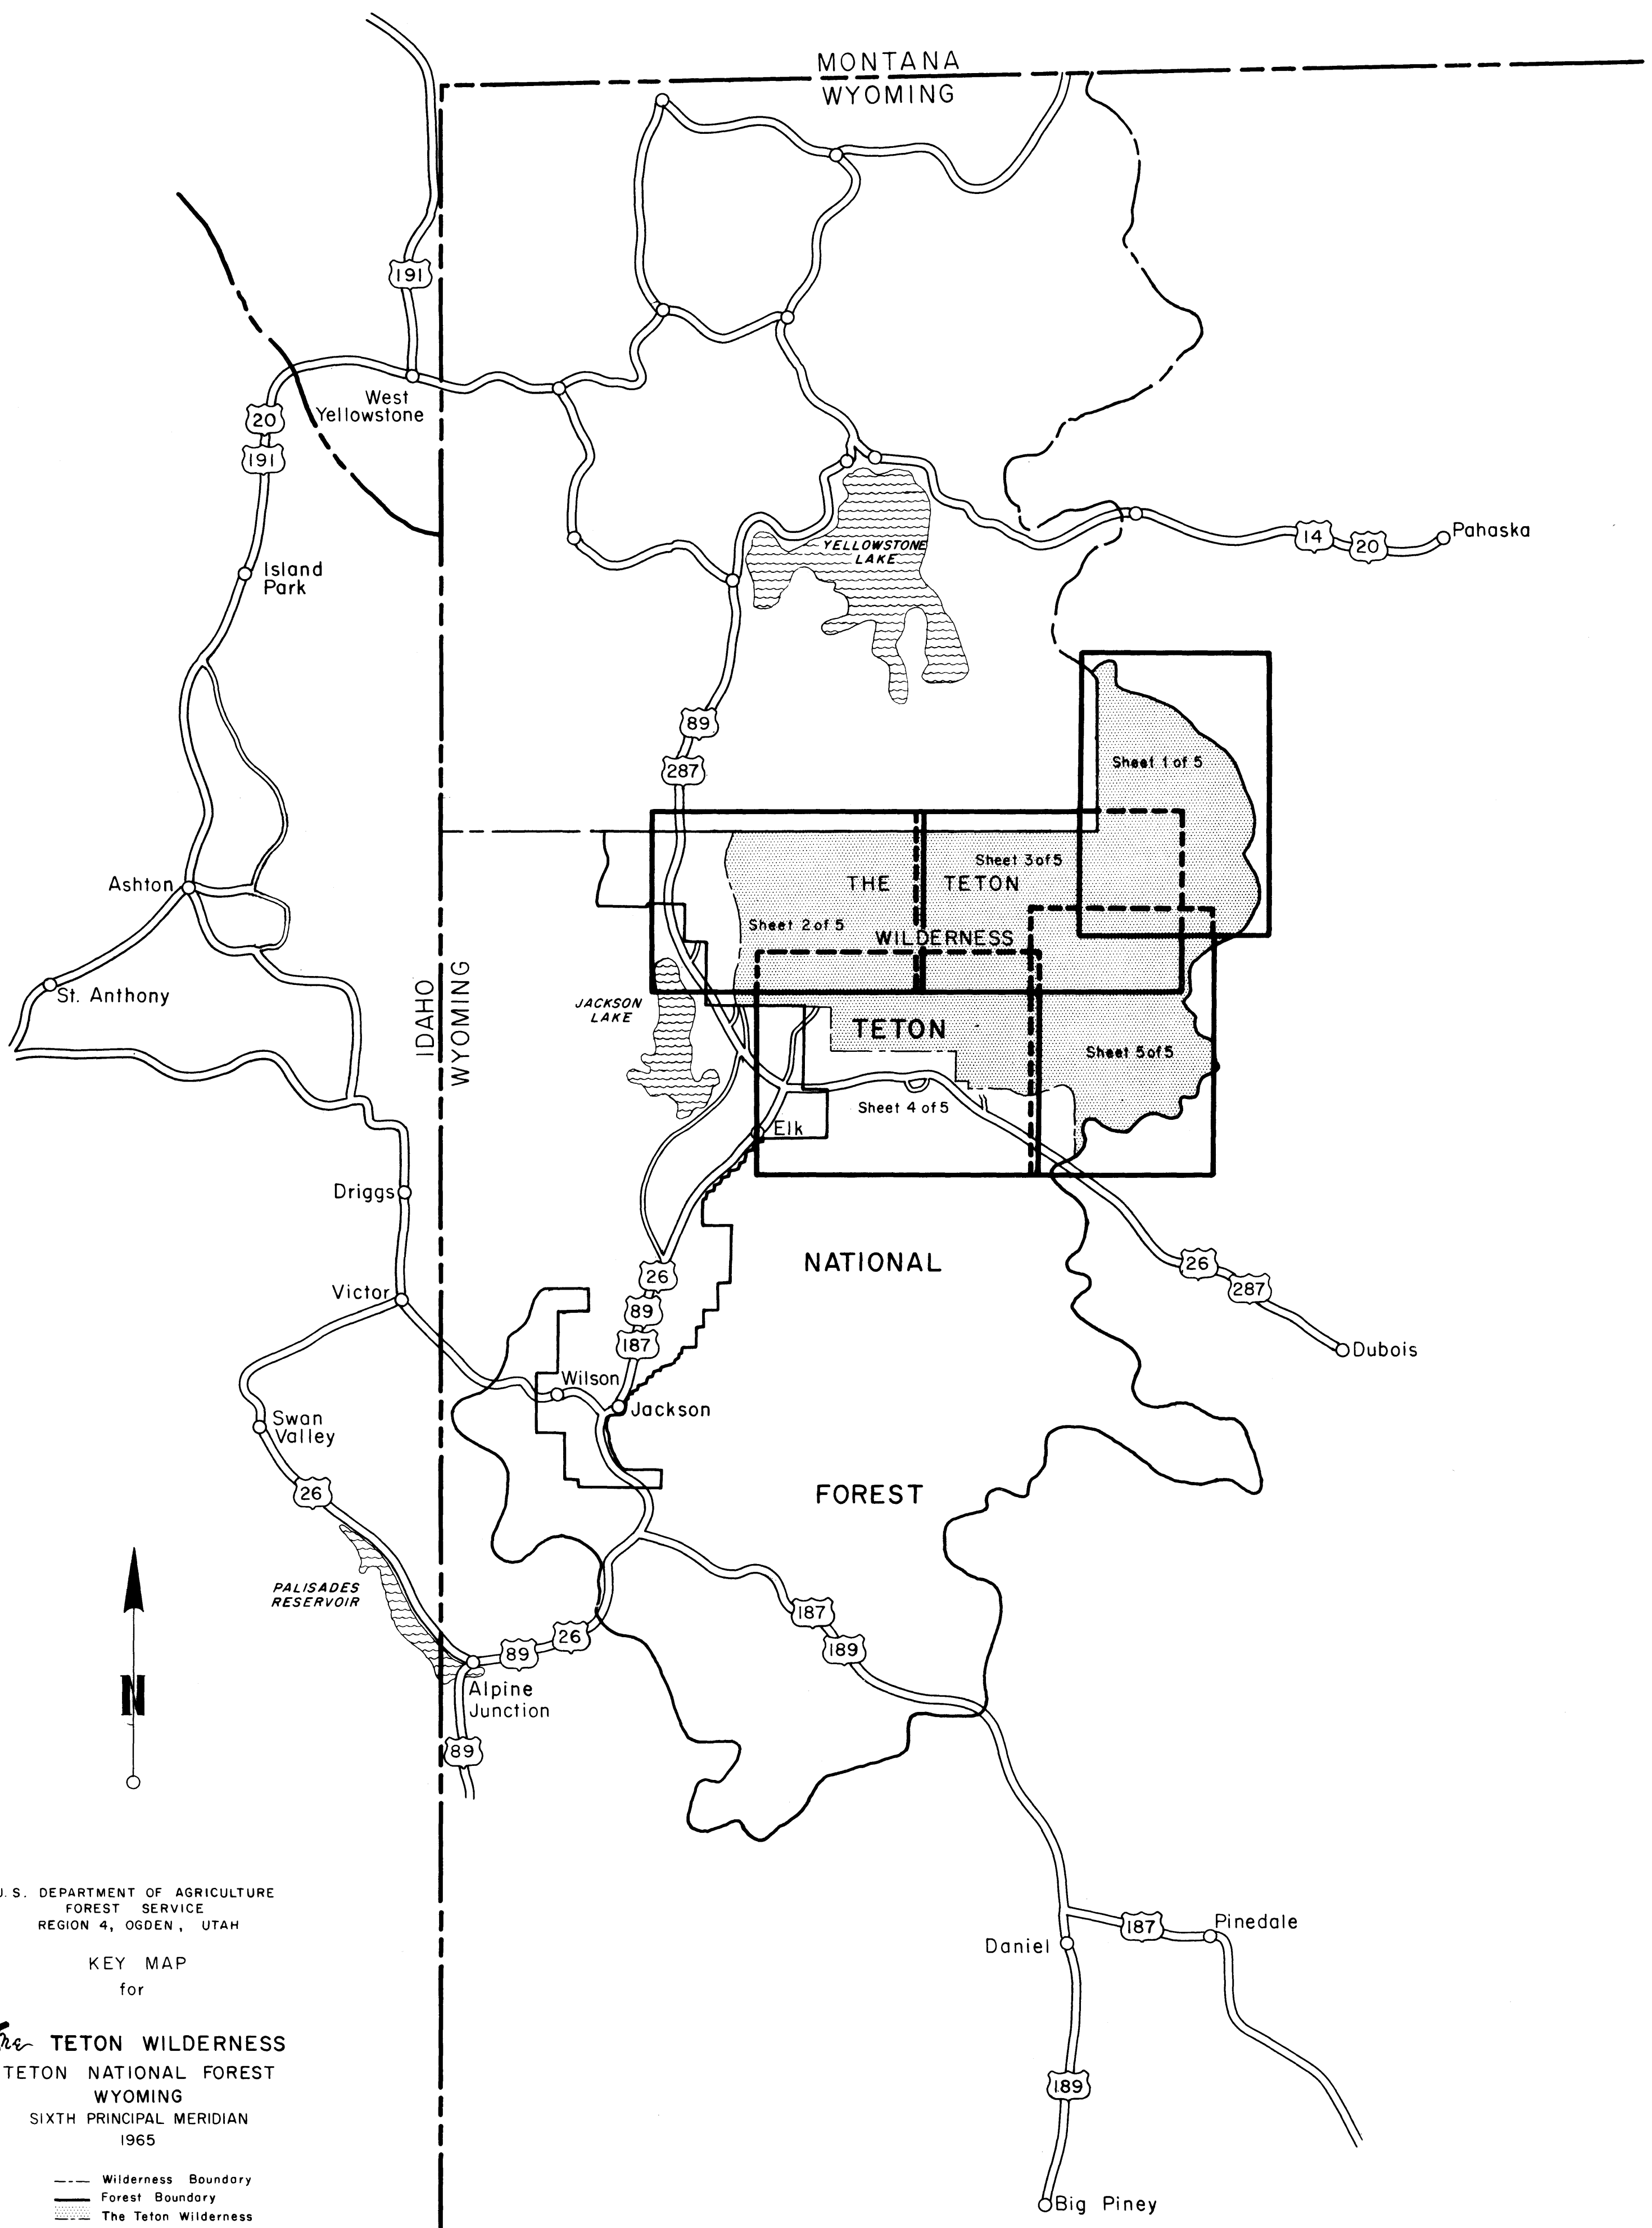 MONTANA
WYOMING
191
West
Yellowstone
20
191
Island
Park
YELLOWSTONE
LAKE
14
20
Pahaska
89
287
Sheet 1 of 5
Sheet 3 of 5
THE TETON
Sheet 2 of 5
WILDERNESS
Ashton
St. Anthony
IDAHO
WYOMING
JACKSON
LAKE
TETON
Sheet 5 of 5
Sheet 4 of 5
Elk
Driggs
Victor
NATIONAL
26
89
187
26
287
Dubois
Wilson
Jackson
Swan
Valley
26
FOREST
PALISADES
RESERVOIR
187
189
89
26
Alpine
Junction
89
N
U.S. DEPARTMENT OF AGRICULTURE
FOREST SERVICE
REGION 4, OGDEN, UTAH
KEY MAP
for
TETON WILDERNESS
TETON NATIONAL FOREST
WYOMING
SIXTH PRINCIPAL MERIDIAN
1965
Wilderness Boundary
Forest Boundary
The Teton Wilderness
187
Pinedale
Daniel
189
Big Piney